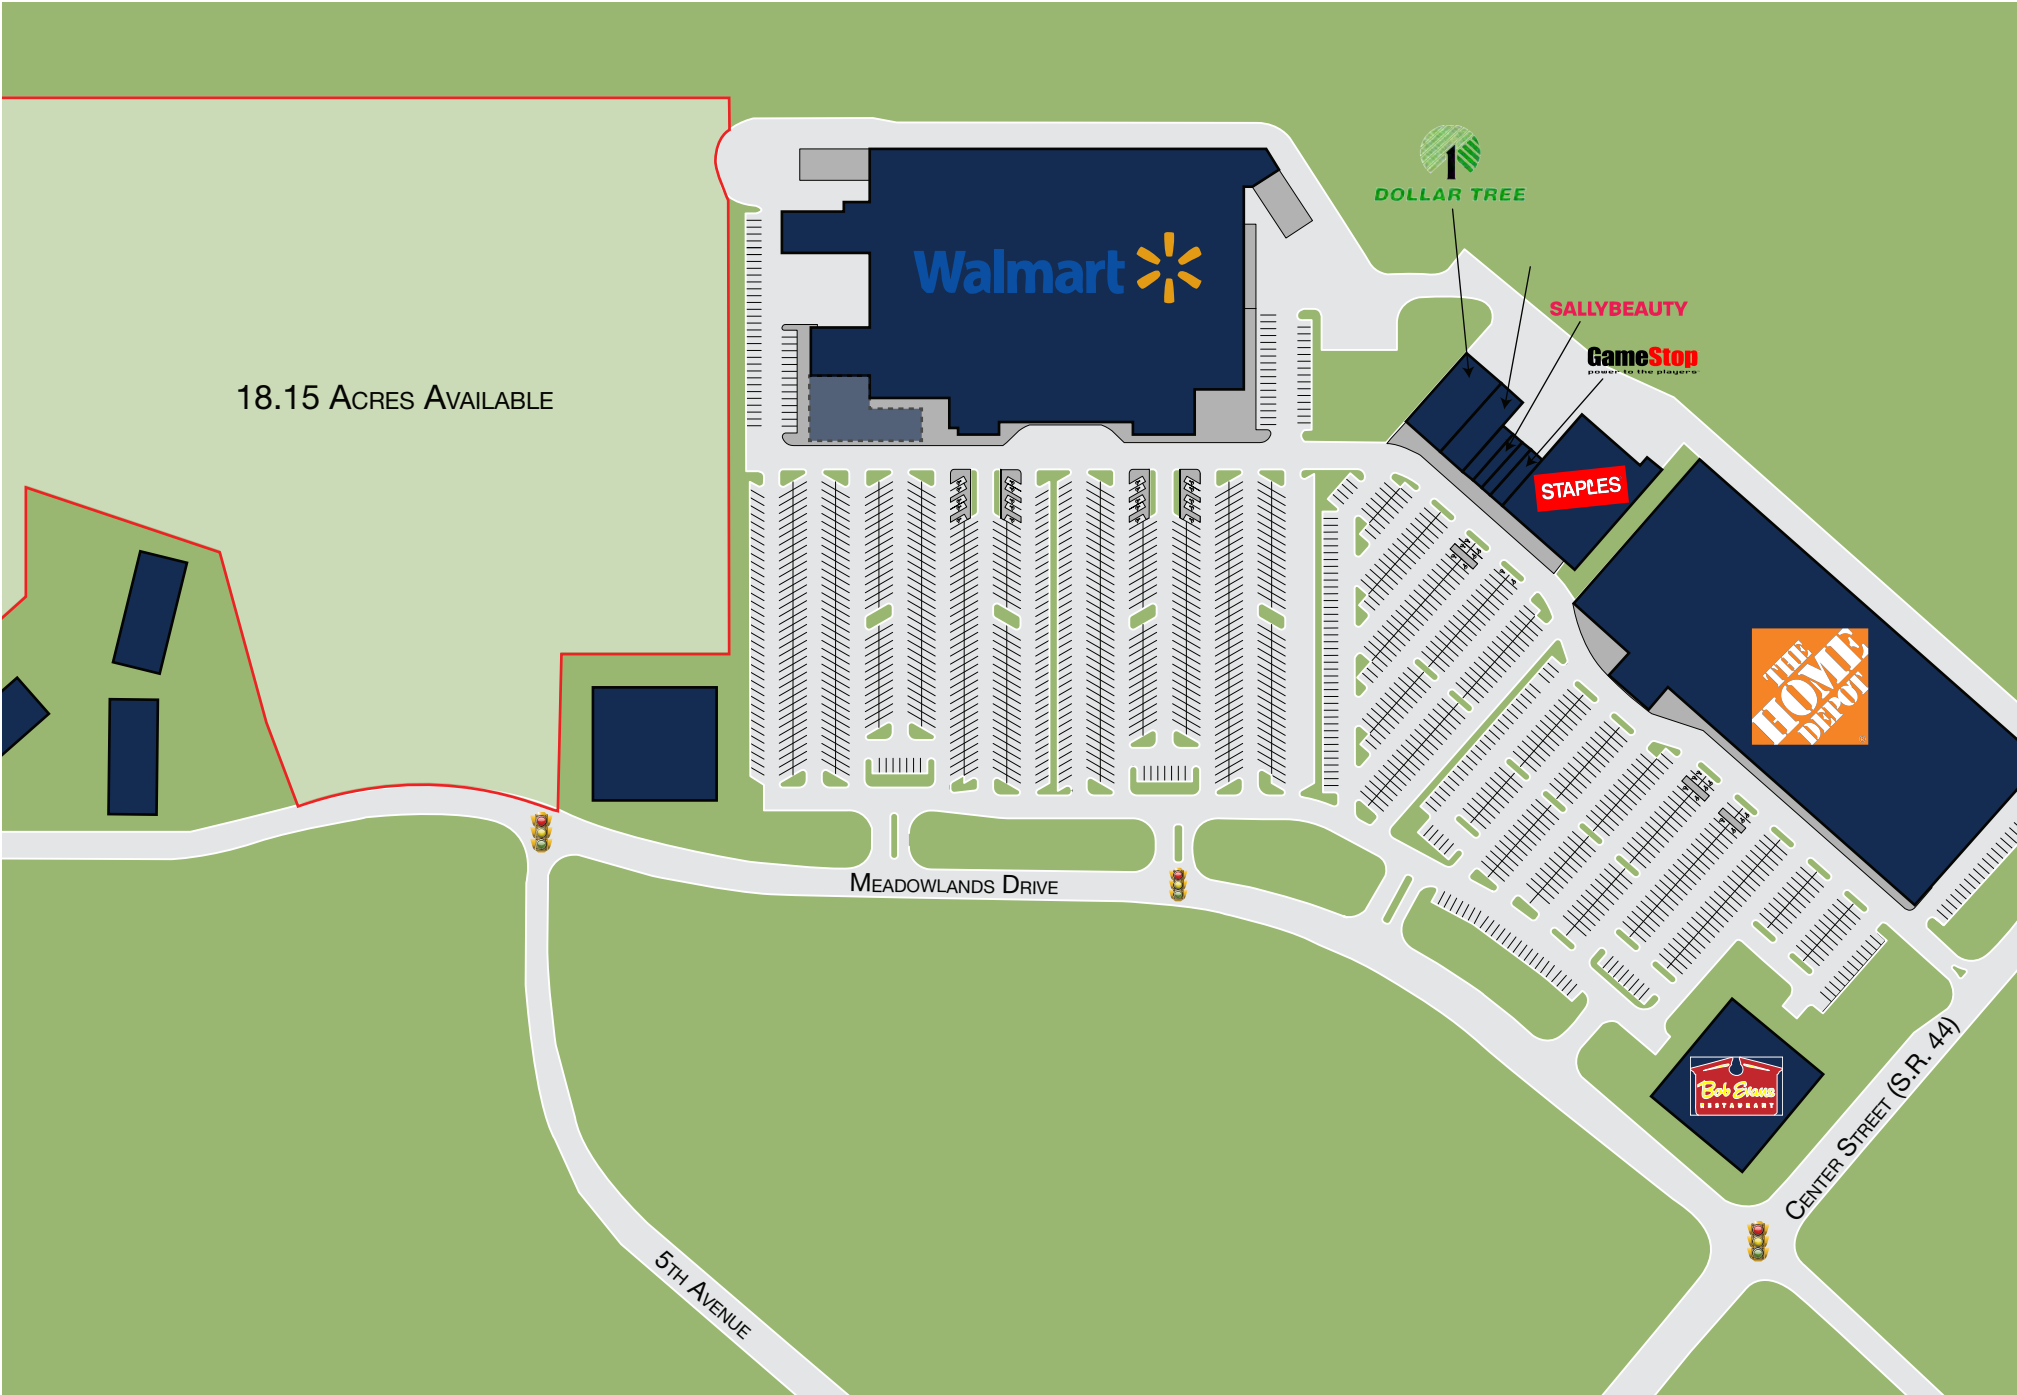 DOLLAR TREE
Walmart
SALLYBEAUTY
GameStop
power to the players
18.15 ACRES AVAILABLE
STAPLES
THE
HOME
DEPOT
MEADOWLANDS DRIVE
Bob Evans
RESTAURANT
CENTER STREET (S.R. 44)
5TH AVENUE